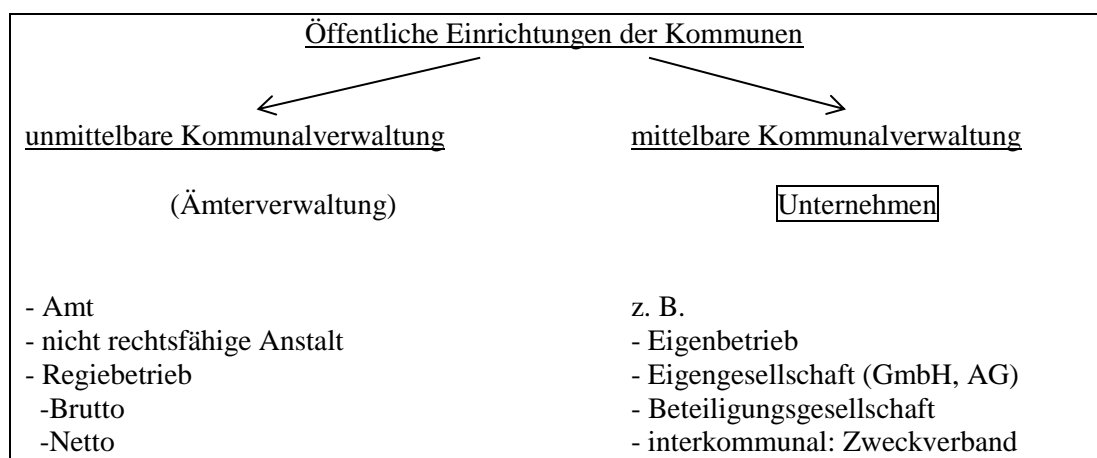 Öffentliche Einrichtungen der Kommunen
unmittelbare Kommunalverwaltung
(Ämterverwaltung)
- Amt
- nicht rechtsfähige Anstalt
- Regiebetrieb
-Brutto
-Netto
mittelbare Kommunalverwaltung
Unternehmen
z. B.
- Eigenbetrieb
- Eigengesellschaft (GmbH, AG)
- Beteiligungsgesellschaft
- interkommunal: Zweckverband